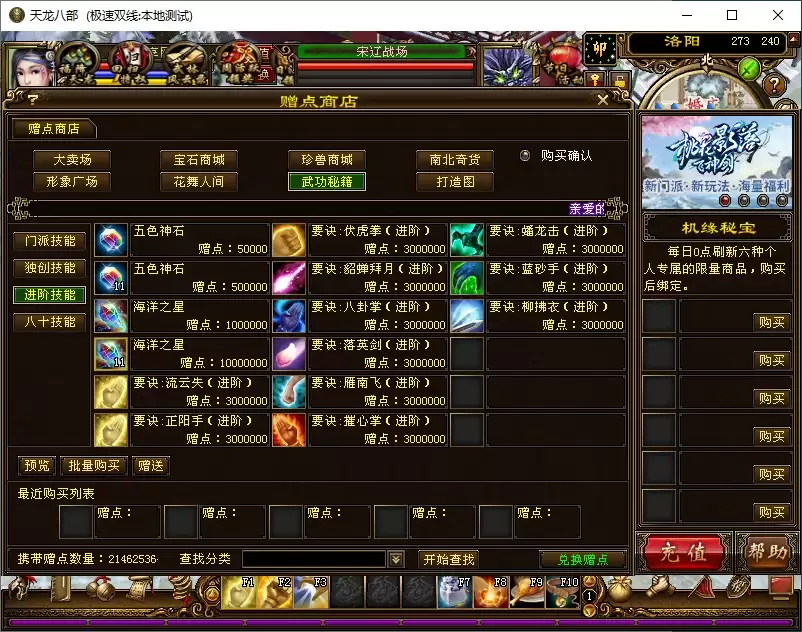 天龙八部 (极速双线:本地测试)
宋辽战场
洛阳 273 240
北
赠点商店
赠点商店
大卖场 宝石商城 珍兽商城 南北奇货 购买确认
形象广场 花舞人间 武功秘籍 打造图
亲爱的
新门派·新玩法·海量福利
机缘秘宝
每日0点刷新六种个人专属的限量商品,购买后绑定。
门派技能
独创技能
进阶技能
八十技能
五色神石
赠点:50000
要诀:伏虎拳(进阶)
赠点:3000000
要诀:蟠龙击(进阶)
赠点:3000000
五色神石
11
赠点:500000
要诀:貂蝉拜月(进阶)
赠点:3000000
要诀:蓝砂手(进阶)
赠点:3000000
海洋之星
赠点:1000000
要诀:八卦掌(进阶)
赠点:3000000
要诀:柳拂衣(进阶)
赠点:3000000
海洋之星
11
赠点:10000000
要诀:落英剑(进阶)
赠点:3000000
要诀:流云矢(进阶)
赠点:3000000
要诀:雁南飞(进阶)
赠点:3000000
要诀:正阳手(进阶)
赠点:3000000
要诀:摧心掌(进阶)
赠点:3000000
购买
购买
购买
购买
购买
购买
预览 批量购买 赠送
最近购买列表
赠点: 赠点: 赠点: 赠点: 赠点:
携带赠点数量:21462536 查找分类 开始查找 兑换赠点
充值 帮助
F1 F2 F3 F7 F8 F9 F10 1